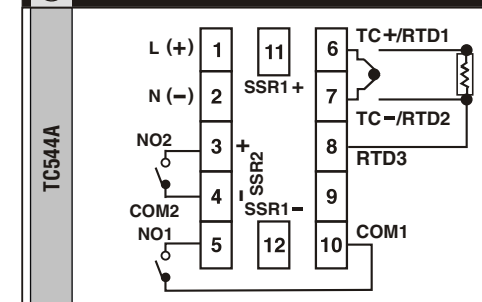 TC544A
L (+) 1 11 6 TC+/RTD1
SSR1+
N (−) 2 7 TC−/RTD2
NO2 3 + SSR2 8 RTD3
COM2 4 - SSR1− 9
NO1 5 12 10 COM1